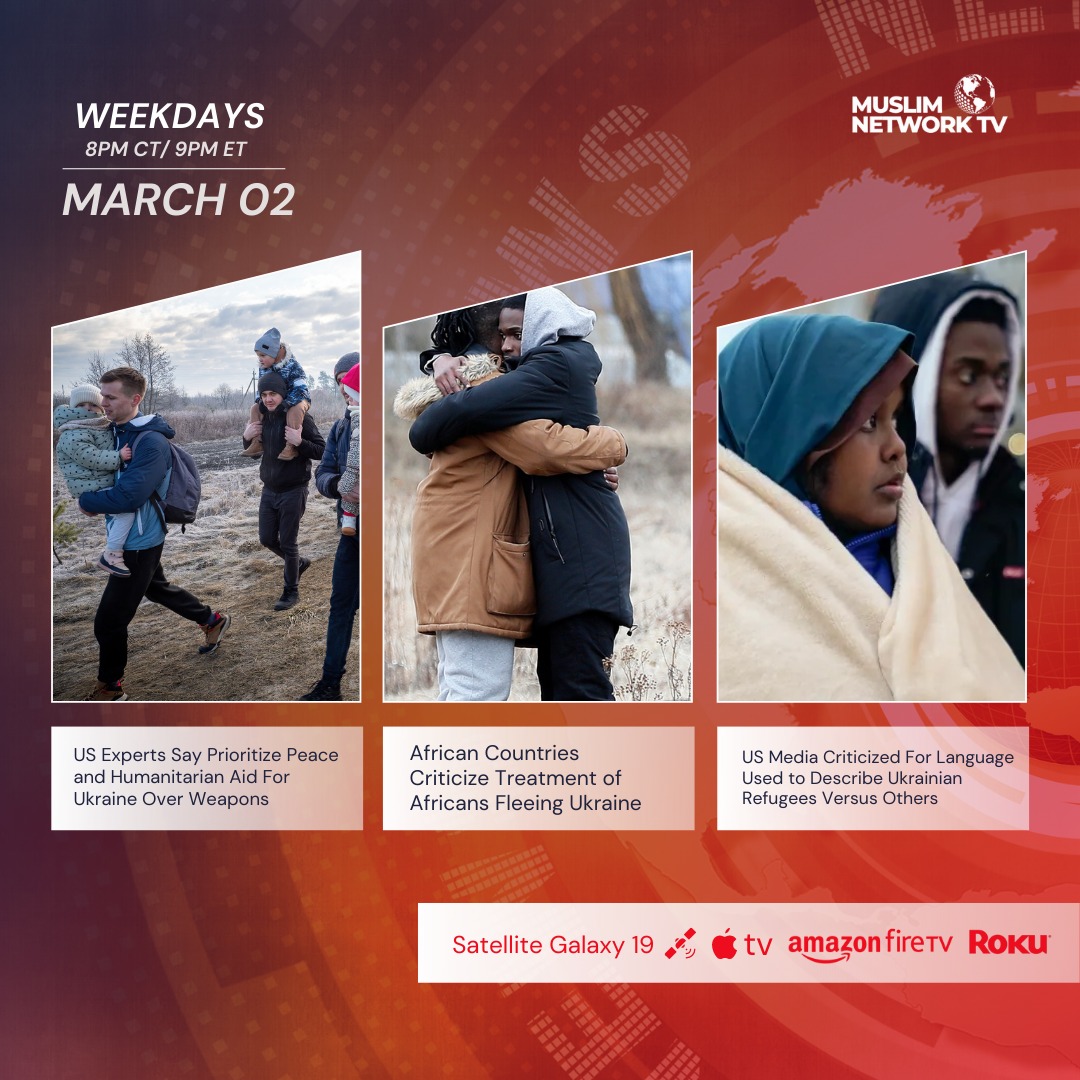 WEEKDAYS
8PM CT/ 9PM ET
MARCH 02
MUSLIM
NETWORK TV
NEWS
US Experts Say Prioritize Peace
and Humanitarian Aid For
Ukraine Over Weapons
African Countries
Criticize Treatment of
Africans Fleeing Ukraine
US Media Criticized For Language
Used to Describe Ukrainian
Refugees Versus Others
Satellite Galaxy 19 tv amazon fireTV ROKU